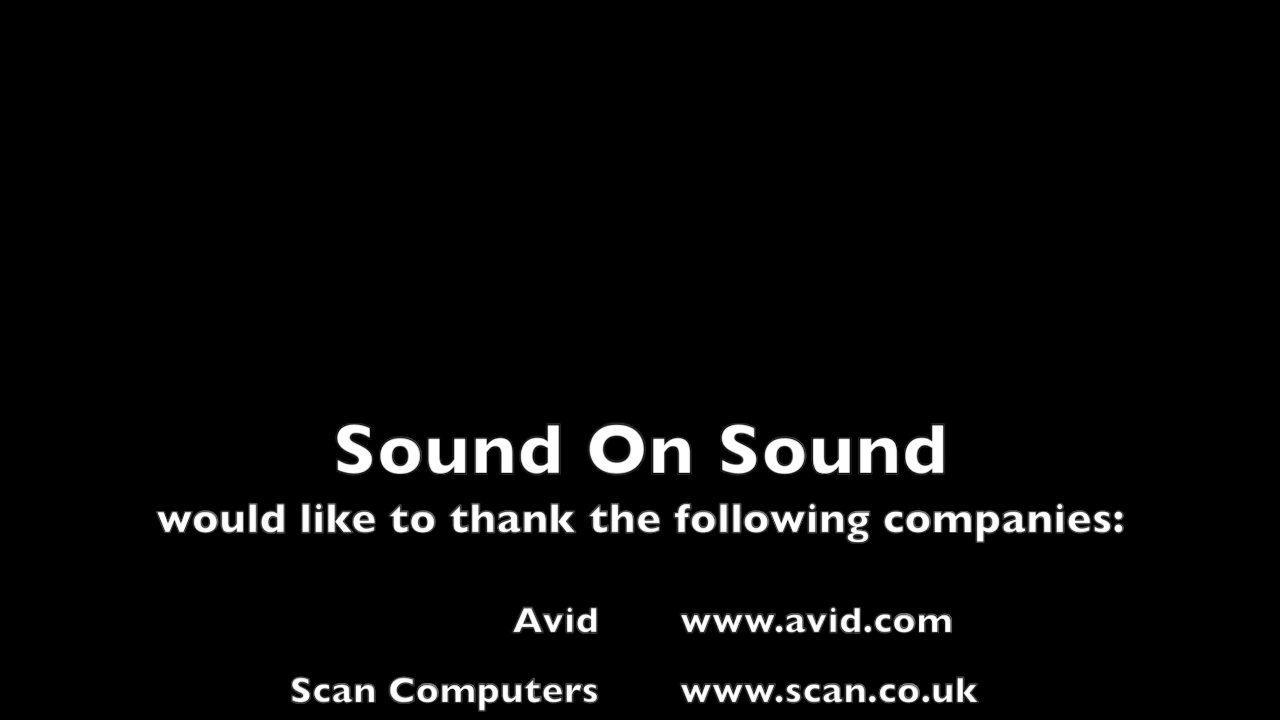 Sound On Sound
would like to thank the following companies:
Avid www.avid.com
Scan Computers www.scan.co.uk